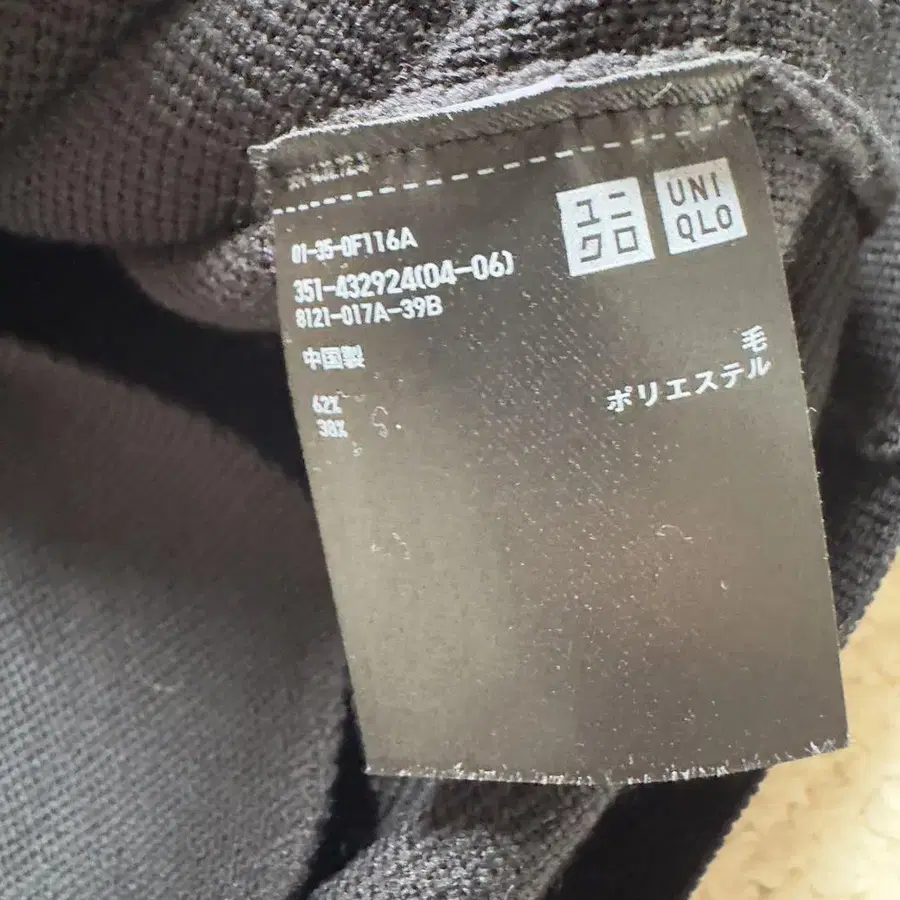 ユニ
クロ
UNI
QLO
01-35-0F116A
351-432924(04-06)
8121-017A-39B
中国製
毛
ポリエステル
62%
38%